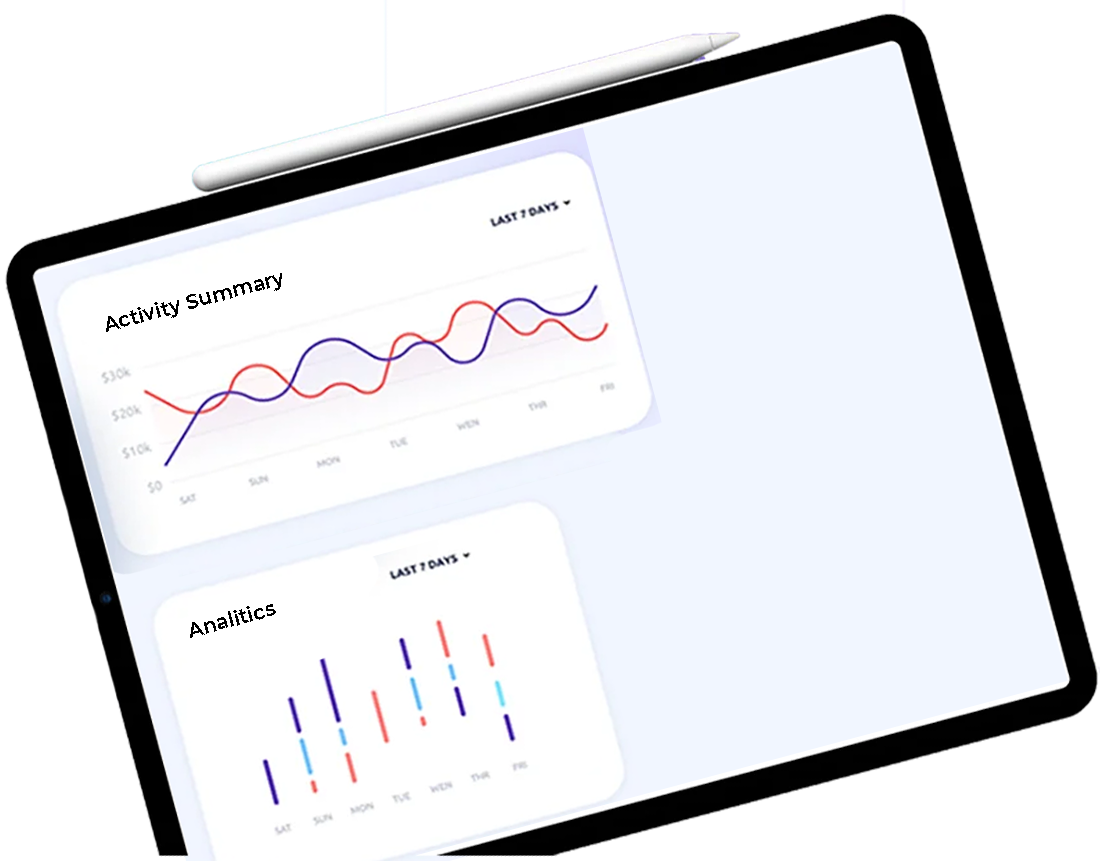 LAST 7 DAYS
Activity Summary
$30k
$20k
$10k
$0
SAT SUN MON TUE WEN THR FRI
LAST 7 DAYS
Analitics
SAT SUN MON TUE WEN THR FRI